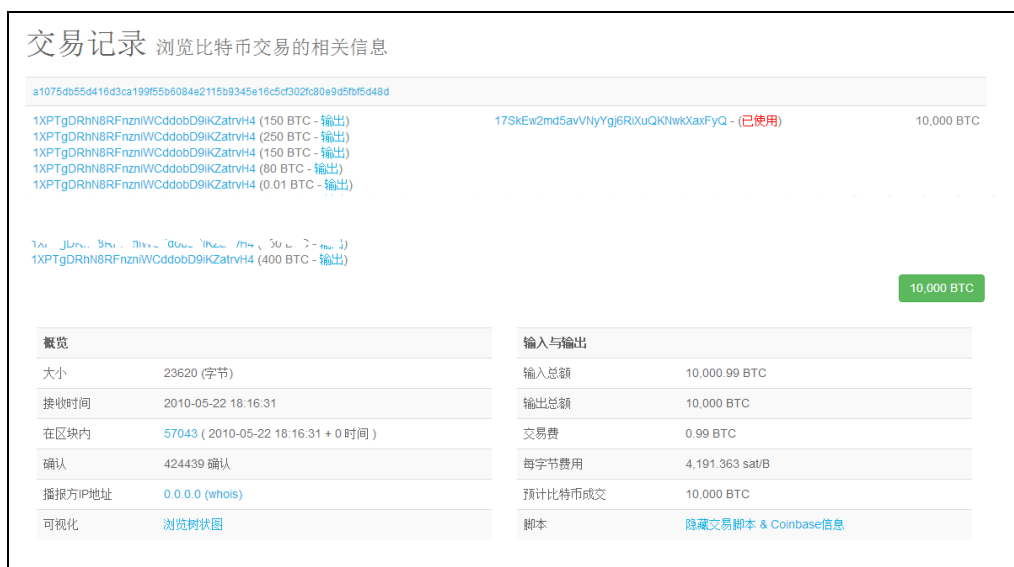 交易记录 浏览比特币交易的相关信息
a1075db55d416d3ca199f55b6084e2115b9345e16c5cf302fc80e9d5fbf5d48d
1XPTgDRhN8RFnzniWCddobD9iKZatrvH4 (150 BTC - 输出) 17SkEw2md5avVNyYgj6RiXuQKNwkXaxFyQ - (已使用) 10,000 BTC
1XPTgDRhN8RFnzniWCddobD9iKZatrvH4 (250 BTC - 输出)
1XPTgDRhN8RFnzniWCddobD9iKZatrvH4 (150 BTC - 输出)
1XPTgDRhN8RFnzniWCddobD9iKZatrvH4 (80 BTC - 输出)
1XPTgDRhN8RFnzniWCddobD9iKZatrvH4 (0.01 BTC - 输出)
1XPTgDRhN8RFnzniWCddobD9iKZatrvH4 (400 BTC - 输出)
10,000 BTC
概览 输入与输出
大小 23620 (字节) 输入总额 10,000.99 BTC
接收时间 2010-05-22 18:16:31 输出总额 10,000 BTC
在区块内 57043 ( 2010-05-22 18:16:31 + 0 时间 ) 交易费 0.99 BTC
确认 424439 确认 每字节费用 4,191.363 sat/B
播报方IP地址 0.0.0.0 (whois) 预计比特币成交 10,000 BTC
可视化 浏览树状图 脚本 隐藏交易脚本 & Coinbase信息